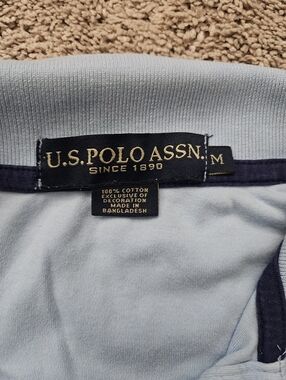 U.S. POLO ASSN. M
SINCE 1890
100% COTTON
EXCLUSIVE OF
DECORATION
MADE IN
BANGLADESH